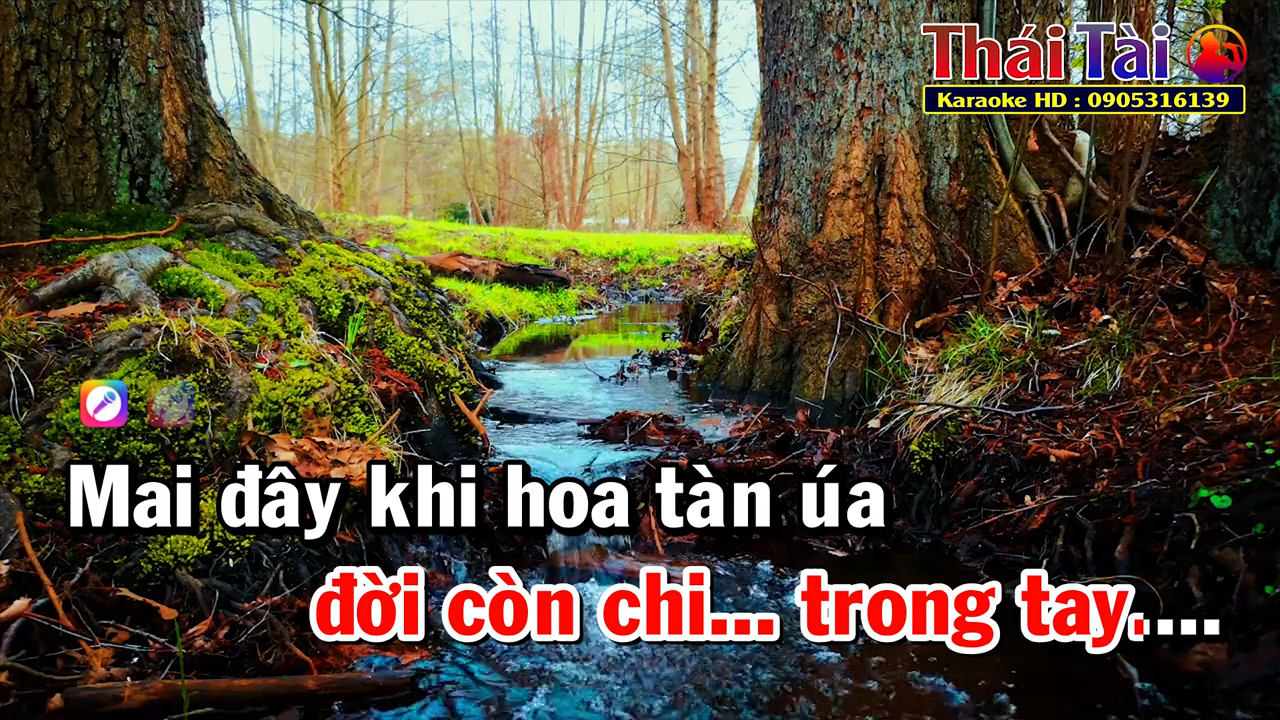 Thái Tài
Karaoke HD : 0905316139
Mai đây khi hoa tàn úa
đời còn chi... trong tay.....